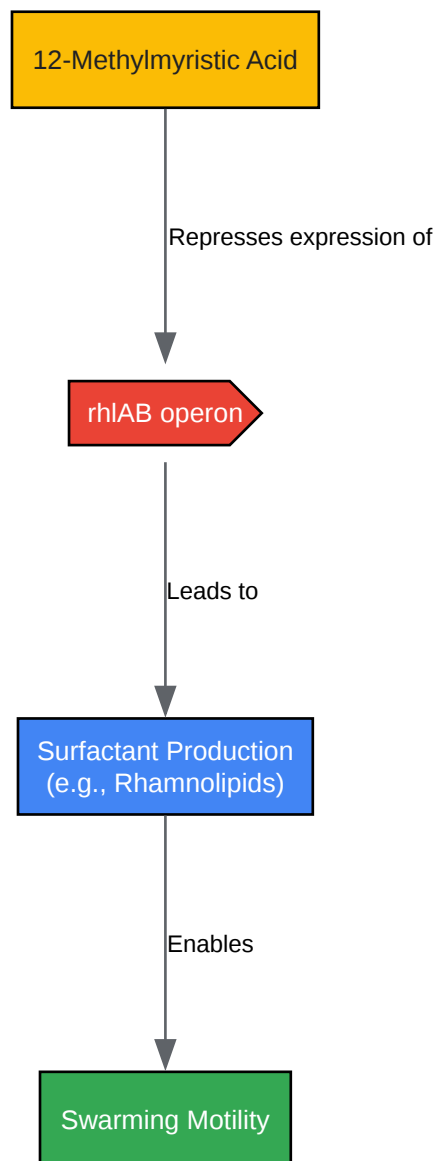 12-Methylmyristic Acid
Represses expression of
rhlAB operon
Leads to
Surfactant Production
(e.g., Rhamnolipids)
Enables
Swarming Motility